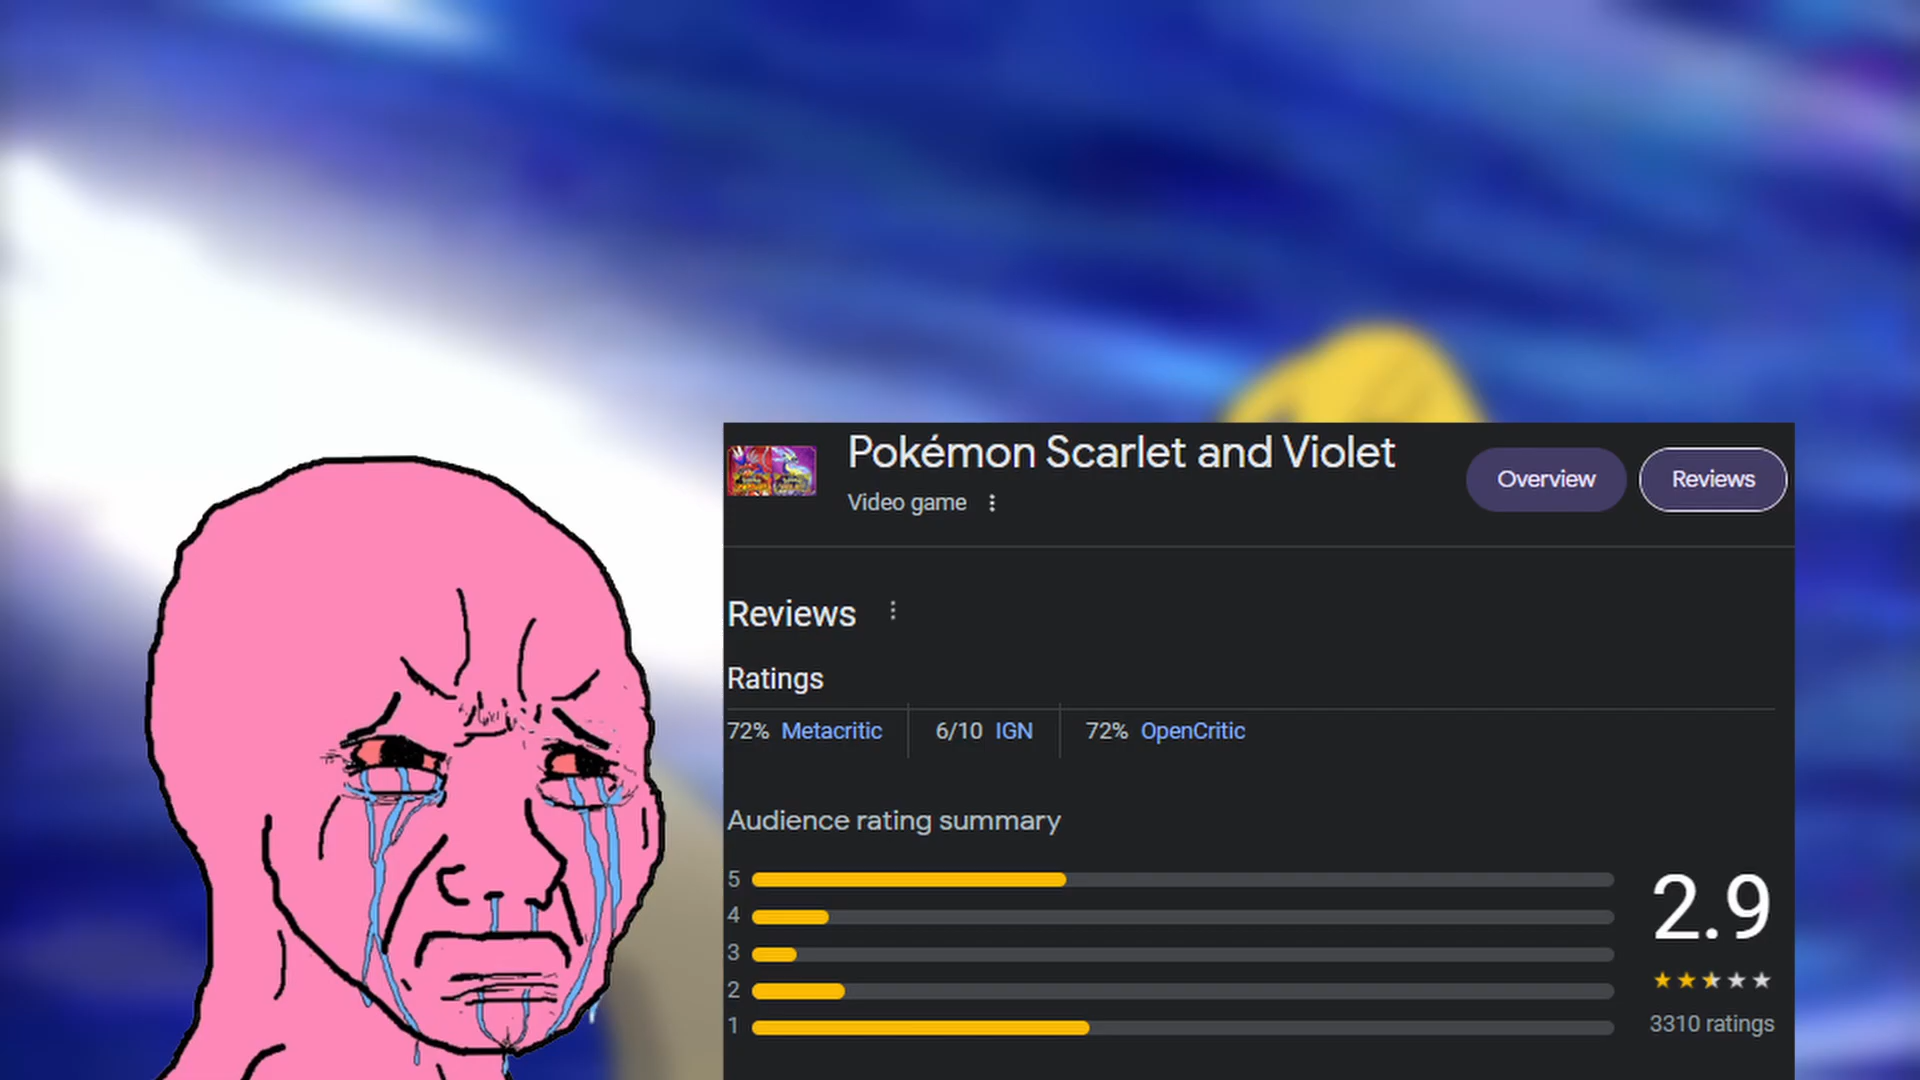 Pokémon Scarlet and Violet
Video game
Overview
Reviews
Reviews
Ratings
72% Metacritic
6/10 IGN
72% OpenCritic
Audience rating summary
5
4
3
2
1
2.9
3310 ratings